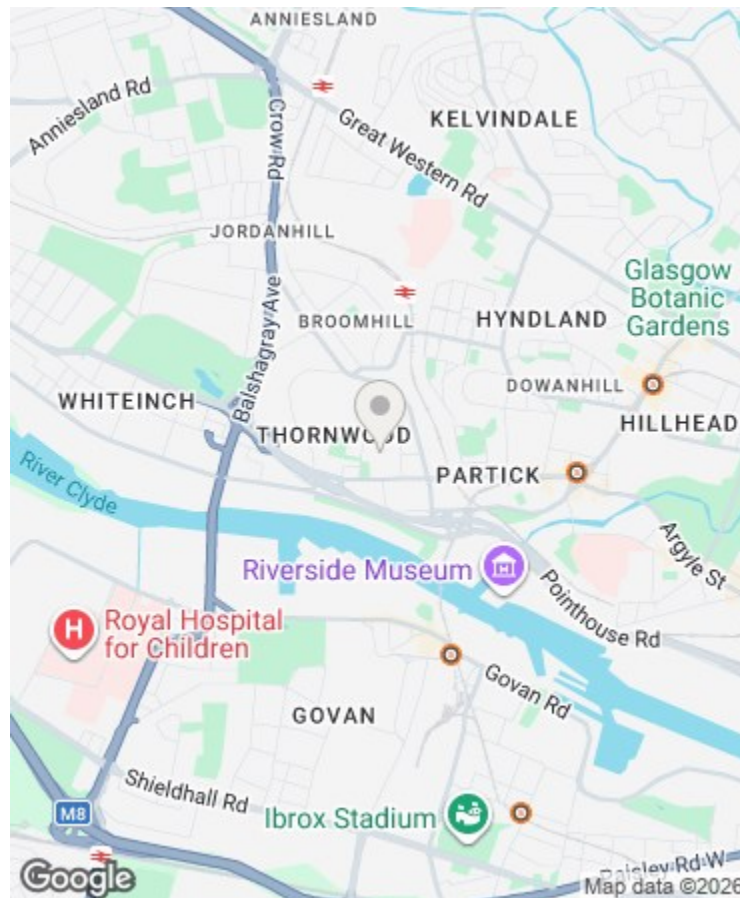 ANNIESLAND
Anniesland Rd
Crow Rd
Great Western Rd
KELVINDALE
JORDANHILL
Glasgow
Botanic
Gardens
Balshagray Ave
BROOMHILL
HYNDLAND
DOWANHILL
WHITEINCH
HILLHEAD
THORNWOOD
PARTICK
River Clyde
Argyle St
Riverside Museum
Pointhouse Rd
H
Royal Hospital
for Children
Govan Rd
GOVAN
Shieldhall Rd
M8
Ibrox Stadium
Paisley Rd W
Google
Map data ©2026